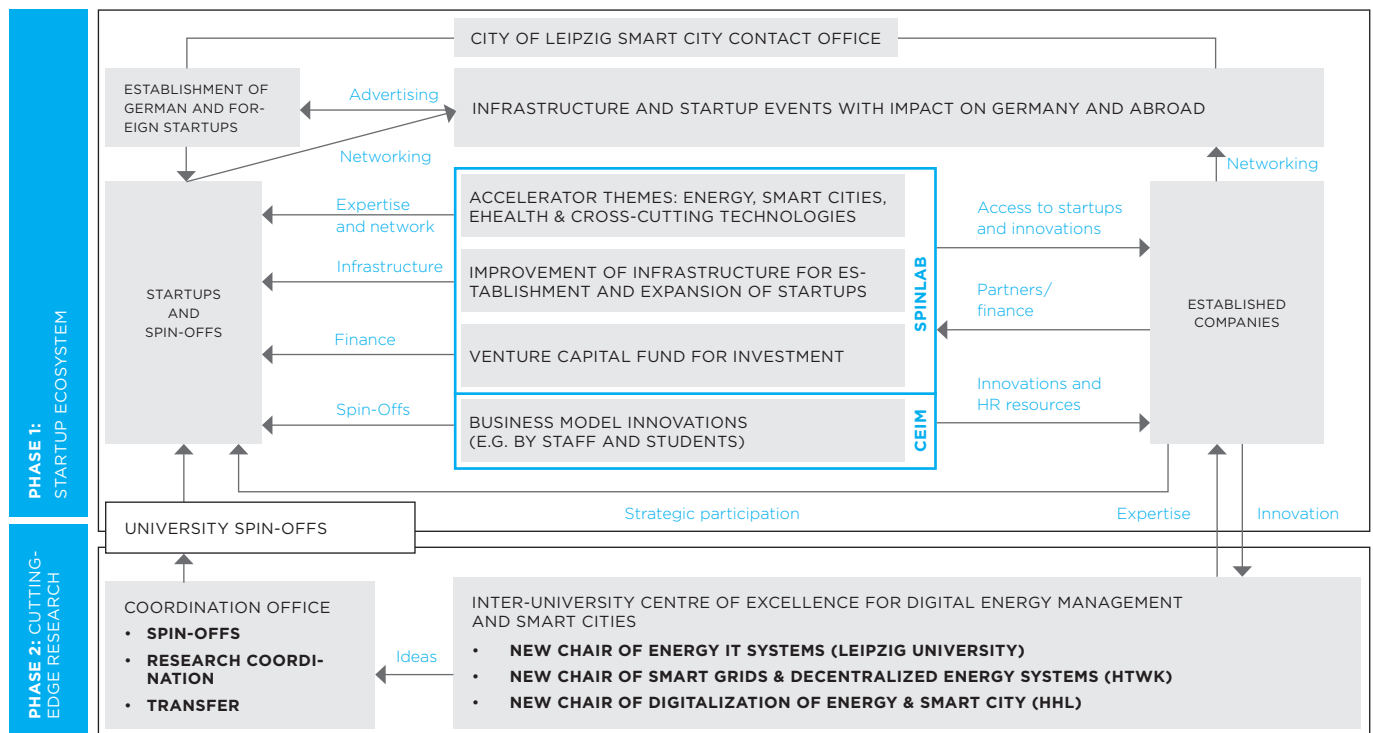 PHASE 1:
STARTUP ECOSYSTEM
CITY OF LEIPZIG SMART CITY CONTACT OFFICE
ESTABLISHMENT OF
GERMAN AND FOR-
EIGN STARTUPS
Advertising
INFRASTRUCTURE AND STARTUP EVENTS WITH IMPACT ON GERMANY AND ABROAD
Networking
Networking
STARTUPS
AND
SPIN-OFFS
Expertise
and network
Infrastructure
Finance
Spin-Offs
ACCELERATOR THEMES: ENERGY, SMART CITIES,
EHEALTH & CROSS-CUTTING TECHNOLOGIES
IMPROVEMENT OF INFRASTRUCTURE FOR ES-
TABLISHMENT AND EXPANSION OF STARTUPS
VENTURE CAPITAL FUND FOR INVESTMENT
SPINLAB
BUSINESS MODEL INNOVATIONS
(E.G. BY STAFF AND STUDENTS)
CEIM
Access to startups
and innovations
Partners/
finance
Innovations and
HR resources
ESTABLISHED
COMPANIES
Strategic participation
Expertise
Innovation
UNIVERSITY SPIN-OFFS
PHASE 2: CUTTING-
EDGE RESEARCH
COORDINATION OFFICE
• SPIN-OFFS
• RESEARCH COORDI-
NATION
• TRANSFER
Ideas
INTER-UNIVERSITY CENTRE OF EXCELLENCE FOR DIGITAL ENERGY MANAGEMENT
AND SMART CITIES
• NEW CHAIR OF ENERGY IT SYSTEMS (LEIPZIG UNIVERSITY)
• NEW CHAIR OF SMART GRIDS & DECENTRALIZED ENERGY SYSTEMS (HTWK)
• NEW CHAIR OF DIGITALIZATION OF ENERGY & SMART CITY (HHL)